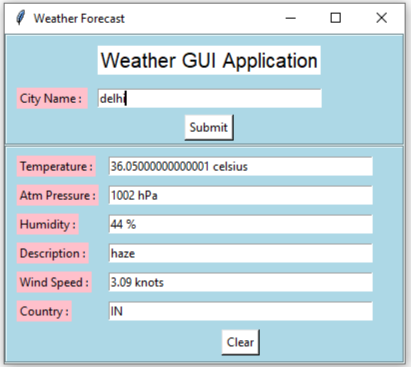 Weather Forecast
Weather GUI Application
City Name : delhi
Submit
Temperature : 36.05000000000001 celsius
Atm Pressure : 1002 hPa
Humidity : 44 %
Description : haze
Wind Speed : 3.09 knots
Country : IN
Clear